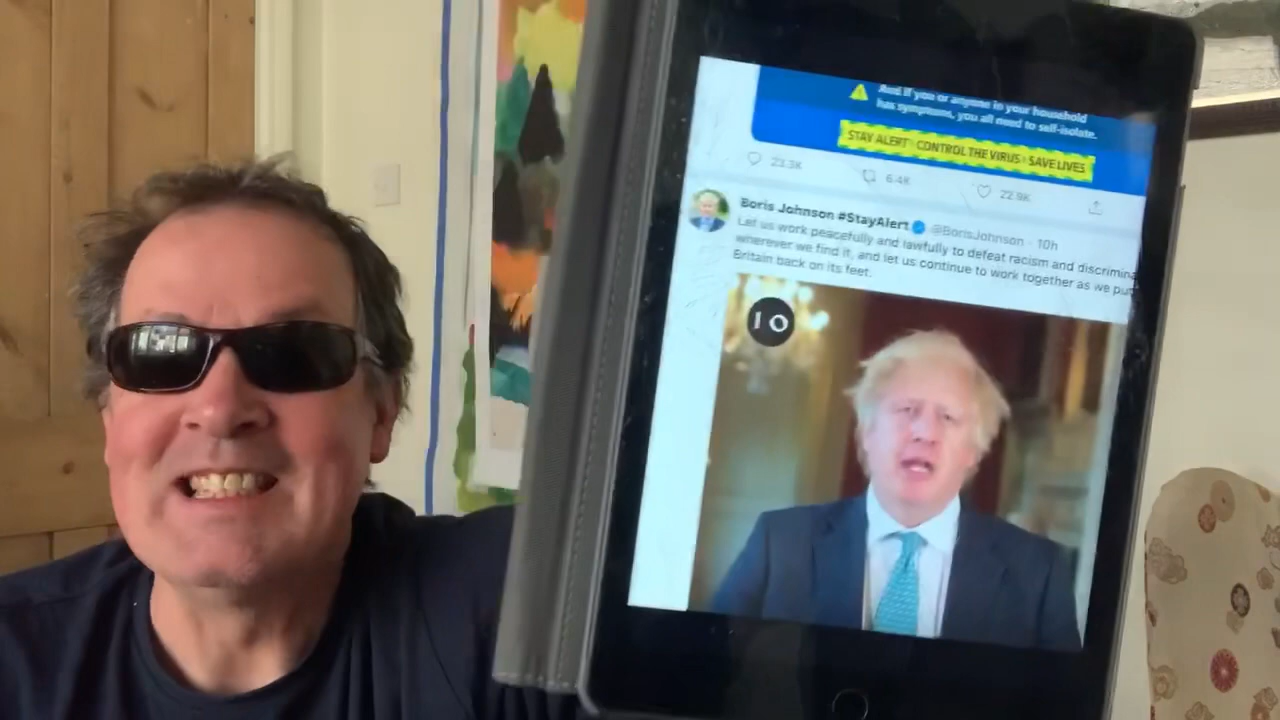 And if you or anyone in your household
has symptoms, you all need to self-isolate.
STAY ALERT CONTROL THE VIRUS SAVE LIVES
23.3K 6.4K 22.9K
Boris Johnson #StayAlert @BorisJohnson · 10h
Let us work peacefully and lawfully to defeat racism and discrimina
wherever we find it, and let us continue to work together as we put
Britain back on its feet.
10